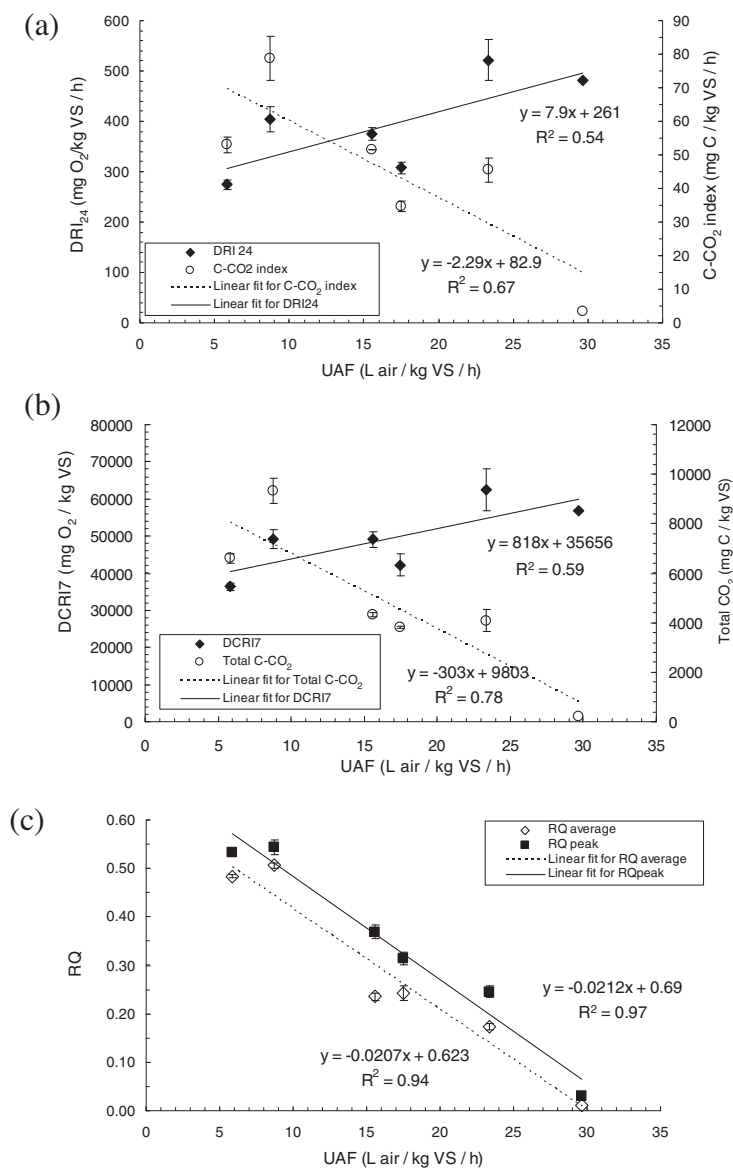 (a)
600
500
400
300
200
100
0
DRI24 (mg O2/kg VS / h)
90
80
70
60
50
40
30
20
10
0
C-CO2 index (mg C / kg VS / h)
y = 7.9x + 261
R2 = 0.54
y = -2.29x + 82.9
R2 = 0.67
DRI 24
C-CO2 index
Linear fit for C-CO2 index
Linear fit for DRI24
0 5 10 15 20 25 30 35
UAF (L air / kg VS / h)
(b)
80000
70000
60000
50000
40000
30000
20000
10000
0
DCRI7 (mg O2 / kg VS)
12000
10000
8000
6000
4000
2000
0
Total CO2 (mg C / kg VS)
y = 818x + 35656
R2 = 0.59
y = -303x + 9803
R2 = 0.78
DCRI7
Total C-CO2
Linear fit for Total C-CO2
Linear fit for DCRI7
0 5 10 15 20 25 30 35
UAF (L air / kg VS / h)
(c)
0.60
0.50
0.40
0.30
0.20
0.10
0.00
RQ
RQ average
RQ peak
Linear fit for RQ average
Linear fit for RQpeak
y = -0.0212x + 0.69
R2 = 0.97
y = -0.0207x + 0.623
R2 = 0.94
0 5 10 15 20 25 30 35
UAF (L air / kg VS / h)